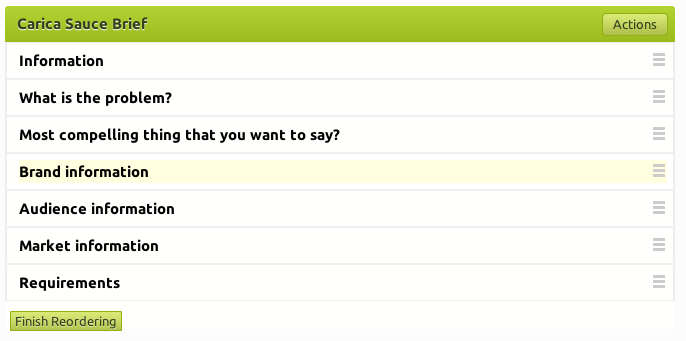 Carica Sauce Brief
Actions
Information
What is the problem?
Most compelling thing that you want to say?
Brand information
Audience information
Market information
Requirements
Finish Reordering